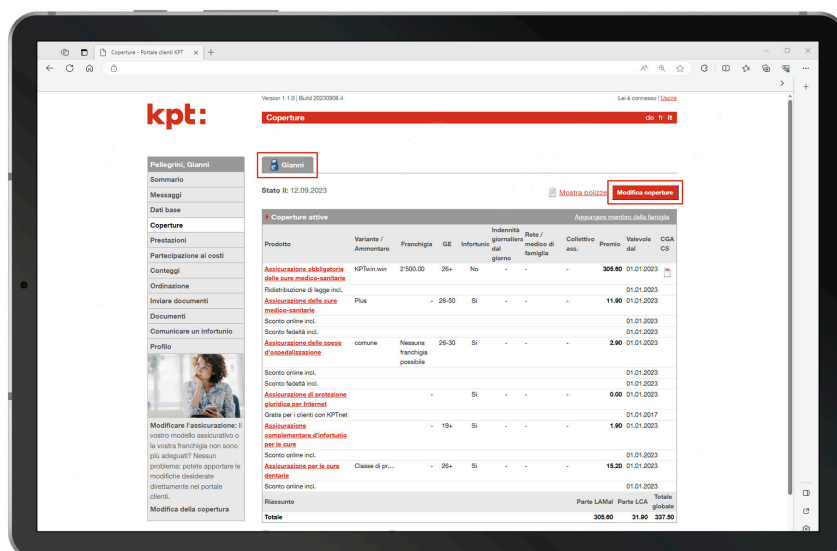 Coperture - Portale clienti KPT
Version 1.1.0 | Build 20230908.4
Lei è connesso | Uscire
kpt:
Coperture
de fr it
Pellegrini, Gianni
Sommario
Messaggi
Dati base
Coperture
Prestazioni
Partecipazione ai costi
Conteggi
Ordinazione
Inviare documenti
Documenti
Comunicare un infortunio
Profilo
Modificare l'assicurazione: Il
vostro modello assicurativo o
la vostra franchigia non sono
più adeguati? Nessun
problema: potete apportare le
modifiche desiderate
direttamente nel portale
clienti.
Modifica della copertura
Gianni
Stato il: 12.09.2023
Mostra polizze
Modifica coperture
Coperture attive
Aggiungere membro della famiglia
Prodotto Variante / Ammontare Franchigia GE Infortunio Indennità giornaliera dal giorno Rete / medico di famiglia Collettivo ass. Premio Valevole dal CGA CS
Assicurazione obbligatoria KPTwin.win 2'500.00 26+ No - - - 305.60 01.01.2023
delle cure medico-sanitarie
Ridistribuzione di legge incl. 01.01.2023
Assicurazione delle cure Plus - 26-50 Si - - - 11.90 01.01.2023
medico-sanitarie
Sconto online incl. 01.01.2023
Sconto fedeltà incl. 01.01.2023
Assicurazione delle spese comune Nessuna 26-30 Si - - - 2.90 01.01.2023
d'ospedalizzazione franchigia
possibile
Sconto online incl. 01.01.2023
Sconto fedeltà incl. 01.01.2023
Assicurazione di protezione - Si - - - 0.00 01.01.2023
giuridica per Internet
Gratis per i clienti con KPTnet 01.01.2017
Assicurazione - 19+ Si - - - 1.90 01.01.2023
complementare d'infortunio
per le cure
Sconto online incl. 01.01.2023
Assicurazione per le cure Classe di pr... - 26+ Si - - - 15.20 01.01.2023
dentarie
Sconto online incl. 01.01.2023
Riassunto Parte LAMal Parte LCA Totale globale
Totale 305.60 31.90 337.50